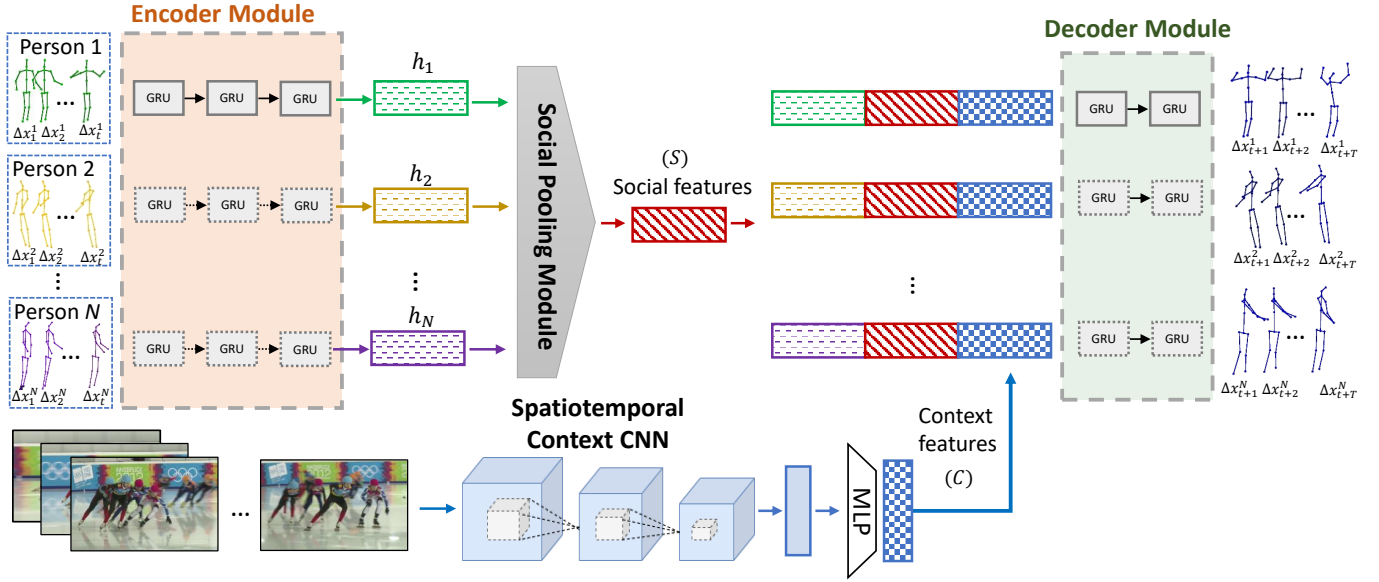 Encoder Module
Decoder Module
Person 1
GRU GRU GRU
h₁
Δx₁¹ Δx₂¹ ... Δxₜ¹
Person 2
GRU GRU GRU
h₂
Δx₁² Δx₂² ... Δxₜ²
⋮
Person N
GRU GRU GRU
h_N
Δx₁ᴺ Δx₂ᴺ ... Δxₜᴺ
⋮
Social Pooling Module
(S)
Social features
⋮
GRU GRU
Δx¹ₜ₊₁ Δx¹ₜ₊₂ ... Δx¹ₜ₊T
GRU GRU
Δx²ₜ₊₁ Δx²ₜ₊₂ ... Δx²ₜ₊T
GRU GRU
Δxᴺₜ₊₁ Δxᴺₜ₊₂ ... Δxᴺₜ₊T
Spatiotemporal
Context CNN
...
MLP
Context
features
(C)